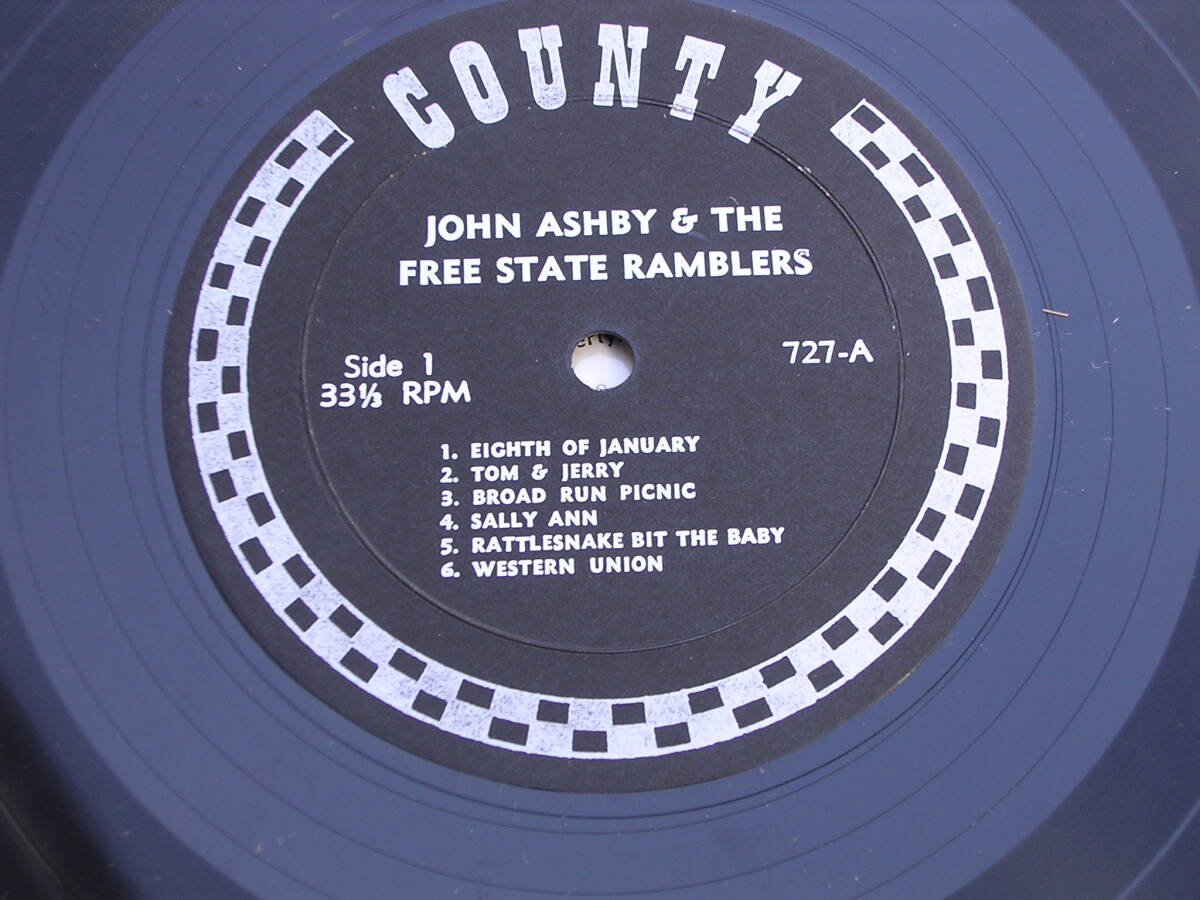 COUNTY
JOHN ASHBY & THE
FREE STATE RAMBLERS
Side 1
33⅓ RPM
727-A
1. EIGHTH OF JANUARY
2. TOM & JERRY
3. BROAD RUN PICNIC
4. SALLY ANN
5. RATTLESNAKE BIT THE BABY
6. WESTERN UNION